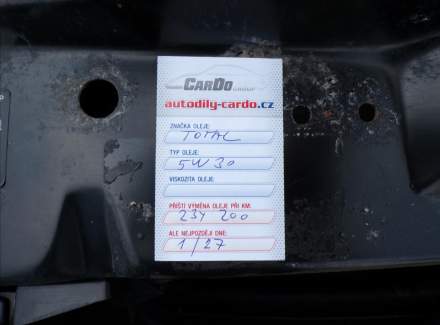 CARDO GROUP
autodily-cardo.cz
ZNAČKA OLEJE:
TOTAL
TYP OLEJE:
5W30
VISKOZITA OLEJE:
PŘÍŠTÍ VÝMĚNA OLEJE PŘI KM:
234 200
ALE NEJPOZDĚJI DNE:
1/27